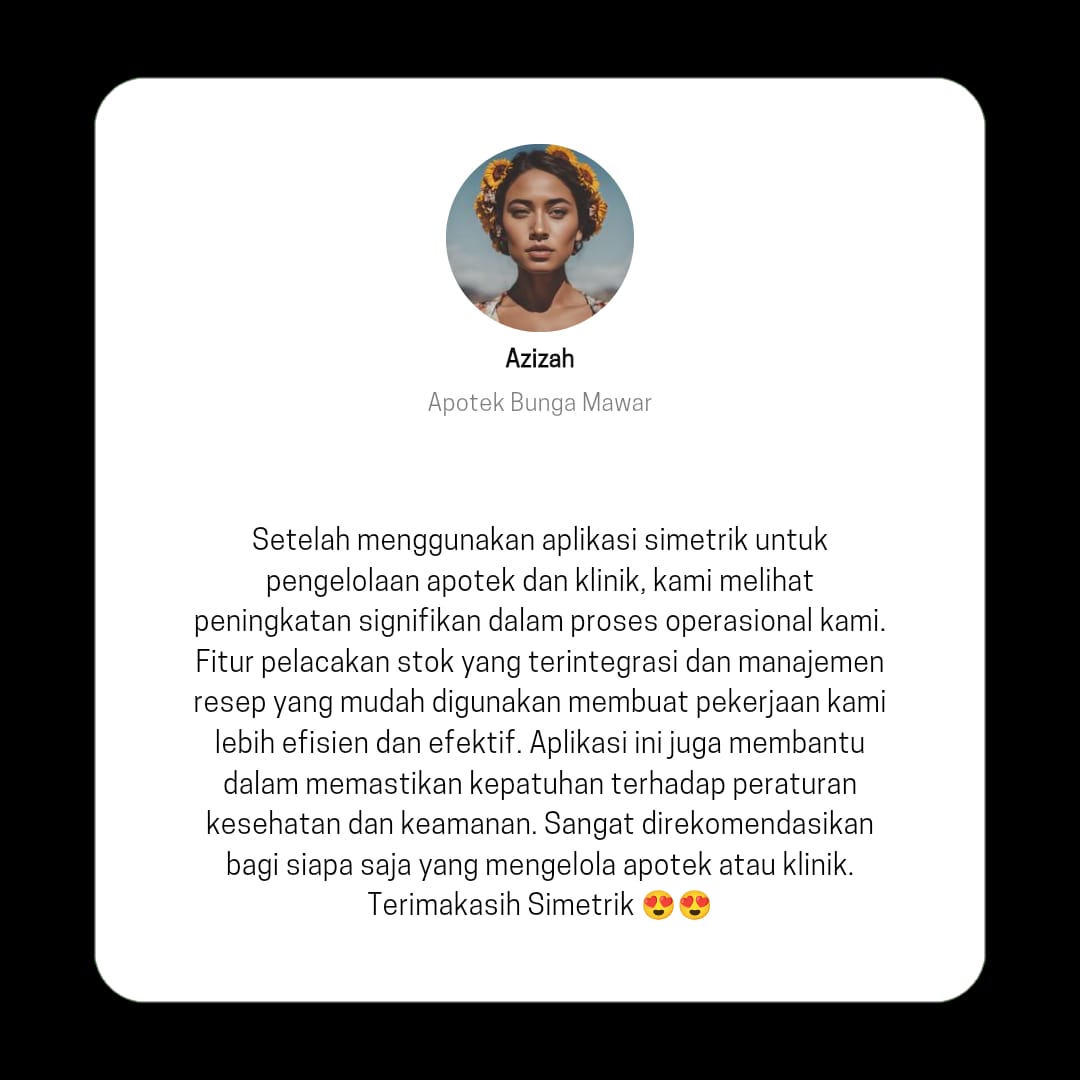 Azizah
Apotek Bunga Mawar
Setelah menggunakan aplikasi simetrik untuk
pengelolaan apotek dan klinik, kami melihat
peningkatan signifikan dalam proses operasional kami.
Fitur pelacakan stok yang terintegrasi dan manajemen
resep yang mudah digunakan membuat pekerjaan kami
lebih efisien dan efektif. Aplikasi ini juga membantu
dalam memastikan kepatuhan terhadap peraturan
kesehatan dan keamanan. Sangat direkomendasikan
bagi siapa saja yang mengelola apotek atau klinik.
Terimakasih Simetrik 😍😍